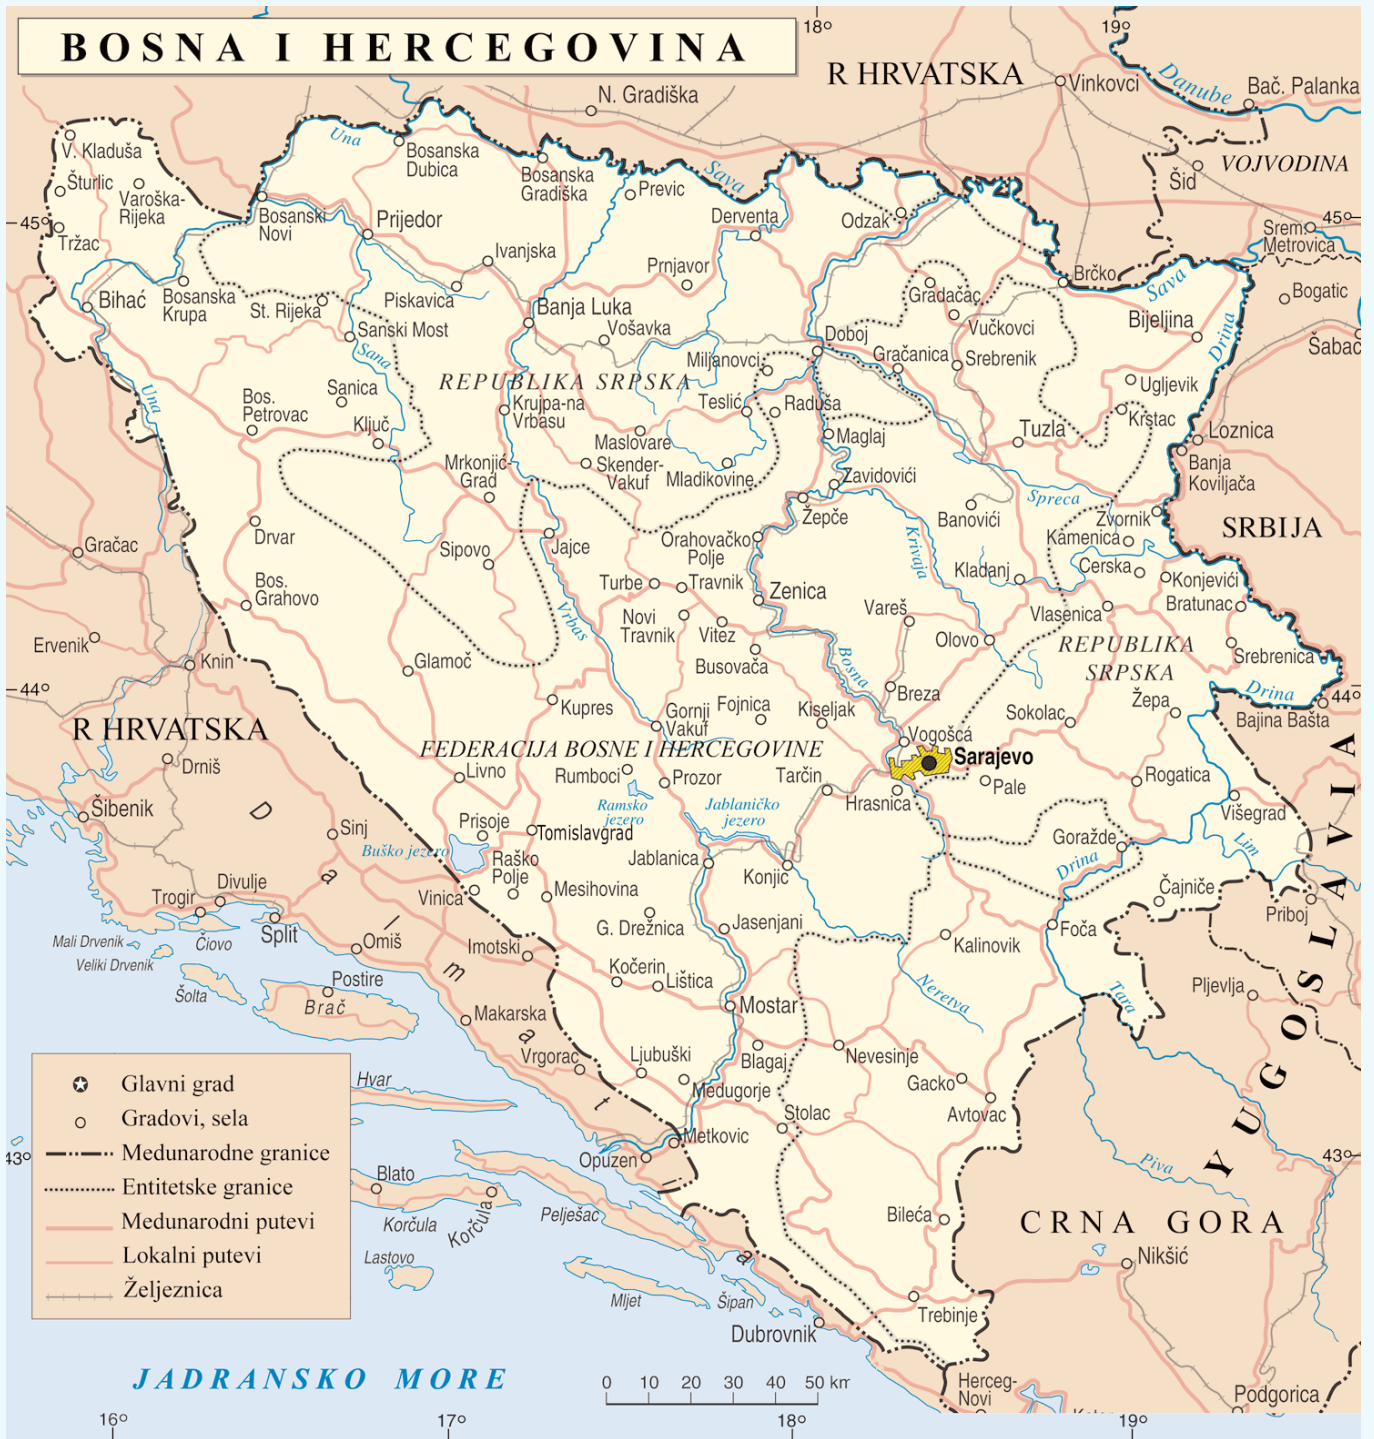 BOSNA I HERCEGOVINA
18°
19°
R HRVATSKA
Vinkovci
Danube
Bač. Palanka
N. Gradiška
VOJVODINA
Šid
V. Kladuša
Šturlic
Varoška-
Rijeka
Tržac
45°
Una
Bosanska
Dubica
Bosanska
Gradiška
Previc
Sava
Derventa
Odzak
45°
Srem.
Metrovica
Bosanski
Novi
Prijedor
Ivanjska
Prnjavor
Brčko
Sava
Bogatic
Bihać
Bosanska
Krupa
St. Rijeka
Piskavica
Banja Luka
Gradačac
Vučkovci
Bijeljina
Drina
Šabac
Sanski Most
Vošavka
Doboj
Miljanovci
Gračanica
Srebrenik
Sana
REPUBLIKA SRPSKA
Ugljevik
Una
Sanica
Bos.
Petrovac
Ključ
Krujpa-na
Vrbasu
Teslić
Raduša
Krstac
Maslovare
Maglaj
Tuzla
Loznica
Mrkonjić-
Grad
Skender-
Vakuf
Mladikovine
Zavidovići
Banja
Koviljača
Spreca
Žepče
Banovići
Zvornik
SRBIJA
Gračac
Drvar
Sipovo
Jajce
Orahovačko
Polje
Krivaja
Kamenica
Cerska
Konjevići
Bos.
Grahovo
Turbe
Travnik
Zenica
Kladanj
Vlasenica
Bratunac
Vrbas
Novi
Travnik
Vitez
Vareš
Olovo
Ervenik
Knin
Glamoč
Busovača
Bosna
REPUBLIKA
SRPSKA
Srebrenica
44°
Kupres
Gornji
Vakuf
Fojnica
Kiseljak
Breza
Sokolac
Žepa
Drina
44°
Bajina Bašta
R HRVATSKA
Drniš
FEDERACIJA BOSNE I HERCEGOVINE
Vogošcá
Sarajevo
Livno
Rumboci
Prozor
Tarčin
Hrasnica
Pale
Rogatica
Višegrad
Šibenik
Sinj
Prisoje
Tomislavgrad
Ramsko
jezero
Jablaničko
jezero
Goražde
Lim
Buško jezero
Raško
Polje
Jablanica
Konjić
Drina
Čajniče
Priboj
Trogir
Divulje
Vinica
Mesihovina
G. Drežnica
Jasenjani
Kalinovik
Foča
Mali Drvenik
Veliki Drvenik
Čiovo
Split
Omiš
Imotski
Neretva
Tara
Pljevlja
Šolta
Postire
Brač
Kočerin
Lištica
Mostar
Makarska
Dalmatia
Vrgorac
Ljubuški
Blagaj
Nevesinje
Gacko
Avtovac
YUGOSLAVIA
Hvar
Međugorje
Stolac
Metkovic
Opuzen
43°
43°
Piva
Blato
Korčula
Korčula
Pelješac
Lastovo
Bileća
CRNA GORA
Nikšić
Mljet
Šipan
Trebinje
Dubrovnik
Herceg-
Novi
Podgorica
Glavni grad
Gradovi, sela
Međunarodne granice
Entitetske granice
Međunarodni putevi
Lokalni putevi
Željeznica
JADRANSKO MORE
0 10 20 30 40 50 km
16°
17°
18°
19°